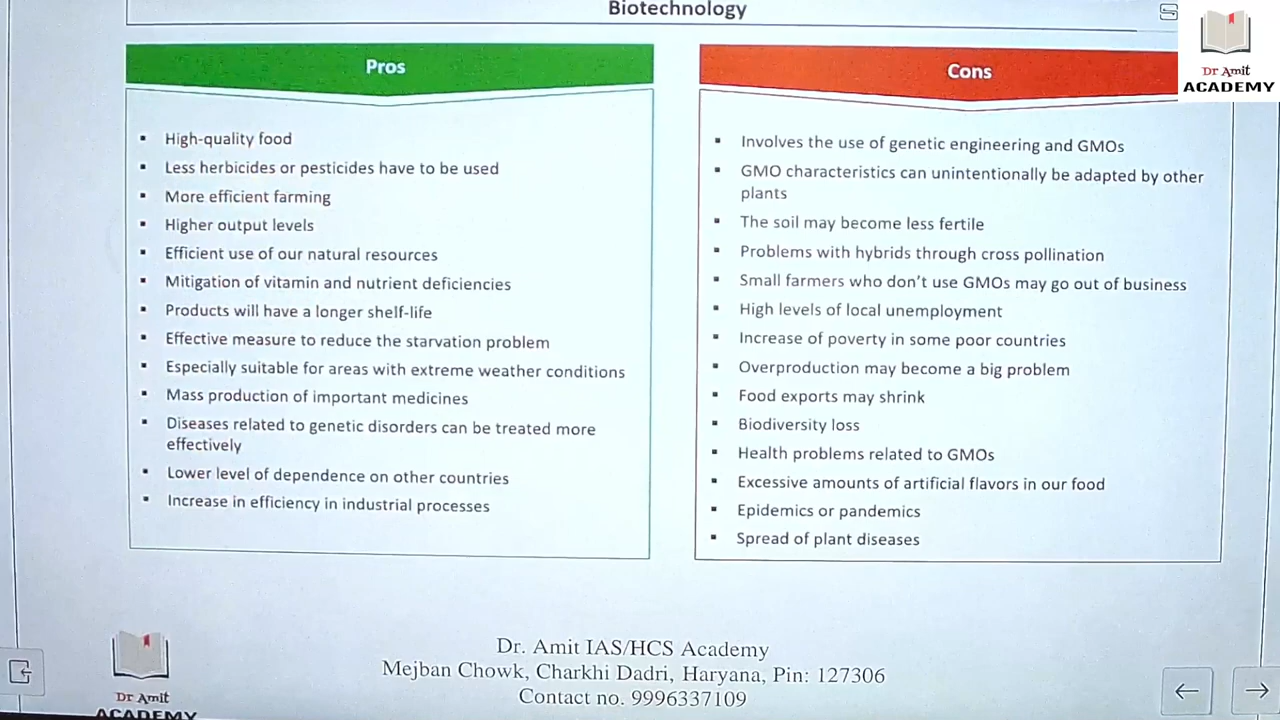 Biotechnology
Dr Amit
ACADEMY
Pros
High-quality food
Less herbicides or pesticides have to be used
More efficient farming
Higher output levels
Efficient use of our natural resources
Mitigation of vitamin and nutrient deficiencies
Products will have a longer shelf-life
Effective measure to reduce the starvation problem
Especially suitable for areas with extreme weather conditions
Mass production of important medicines
Diseases related to genetic disorders can be treated more
effectively
Lower level of dependence on other countries
Increase in efficiency in industrial processes
Cons
Involves the use of genetic engineering and GMOs
GMO characteristics can unintentionally be adapted by other
plants
The soil may become less fertile
Problems with hybrids through cross pollination
Small farmers who don't use GMOs may go out of business
High levels of local unemployment
Increase of poverty in some poor countries
Overproduction may become a big problem
Food exports may shrink
Biodiversity loss
Health problems related to GMOs
Excessive amounts of artificial flavors in our food
Epidemics or pandemics
Spread of plant diseases
Dr Amit
ACADEMY
Dr. Amit IAS/HCS Academy
Mejban Chowk, Charkhi Dadri, Haryana, Pin: 127306
Contact no. 9996337109